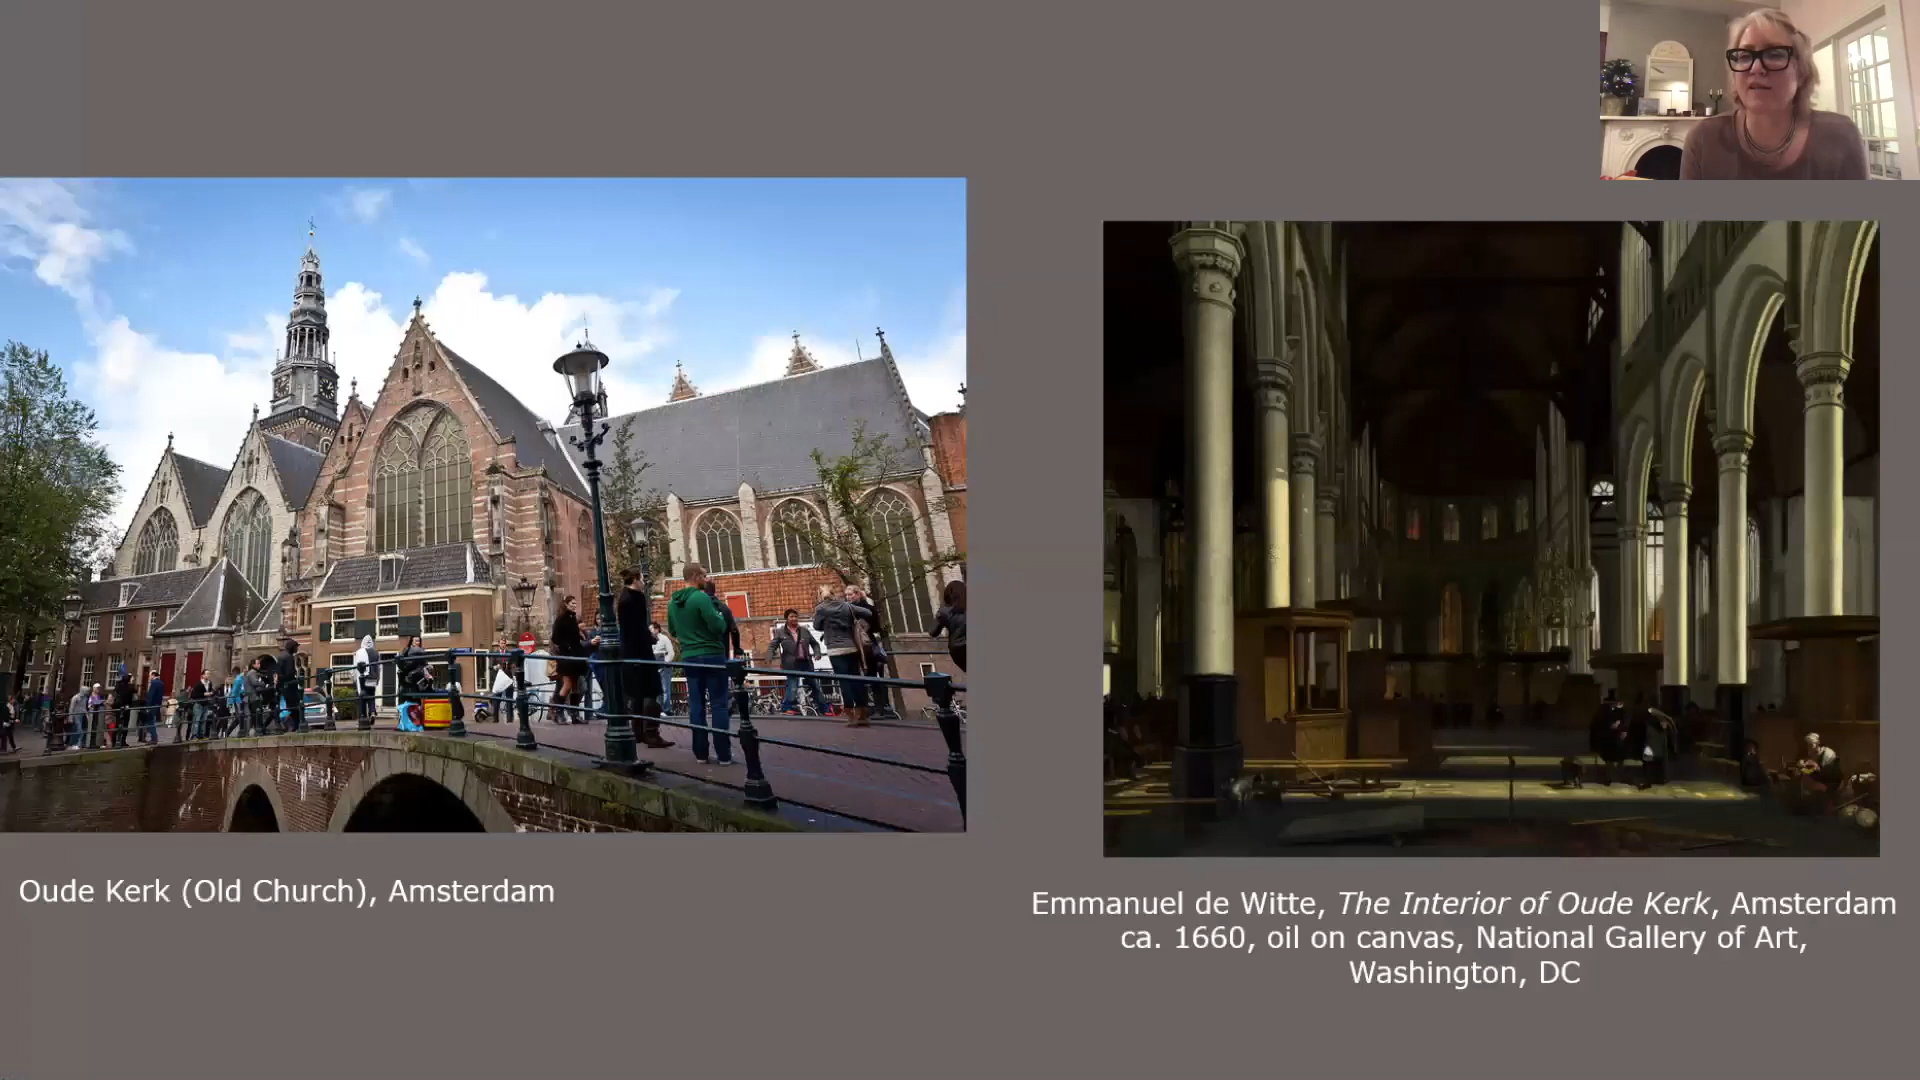 Oude Kerk (Old Church), Amsterdam
Emmanuel de Witte, The Interior of Oude Kerk, Amsterdam
ca. 1660, oil on canvas, National Gallery of Art,
Washington, DC